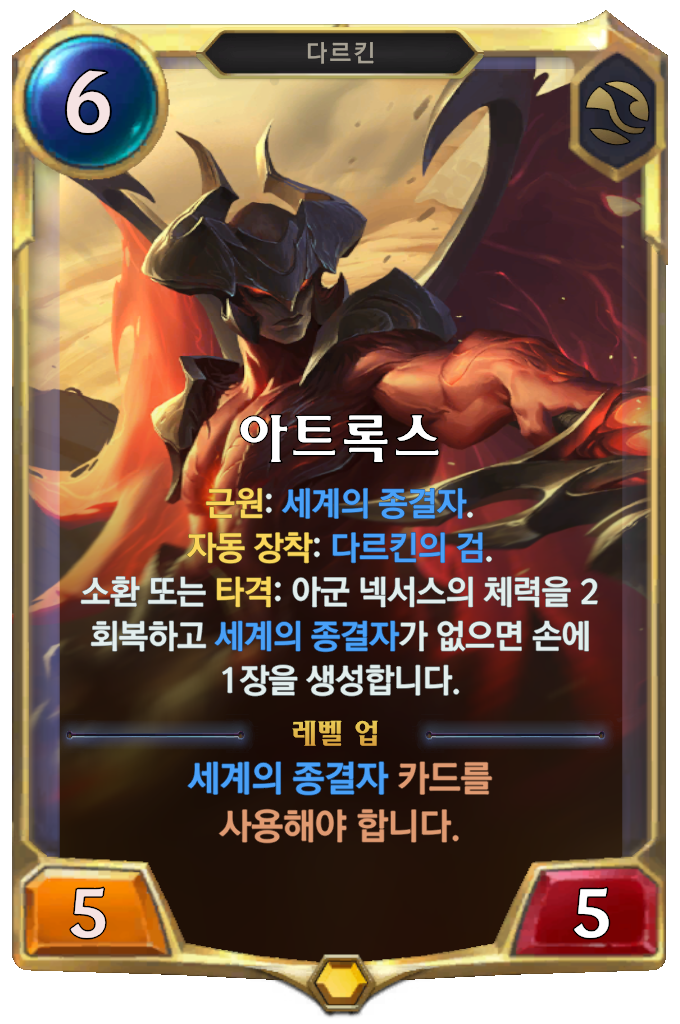 다르킨
6
아트록스
근원: 세계의 종결자.
자동 장착: 다르킨의 검.
소환 또는 타격: 아군 넥서스의 체력을 2
회복하고 세계의 종결자가 없으면 손에
1장을 생성합니다.
레벨 업
세계의 종결자 카드를
사용해야 합니다.
5
5